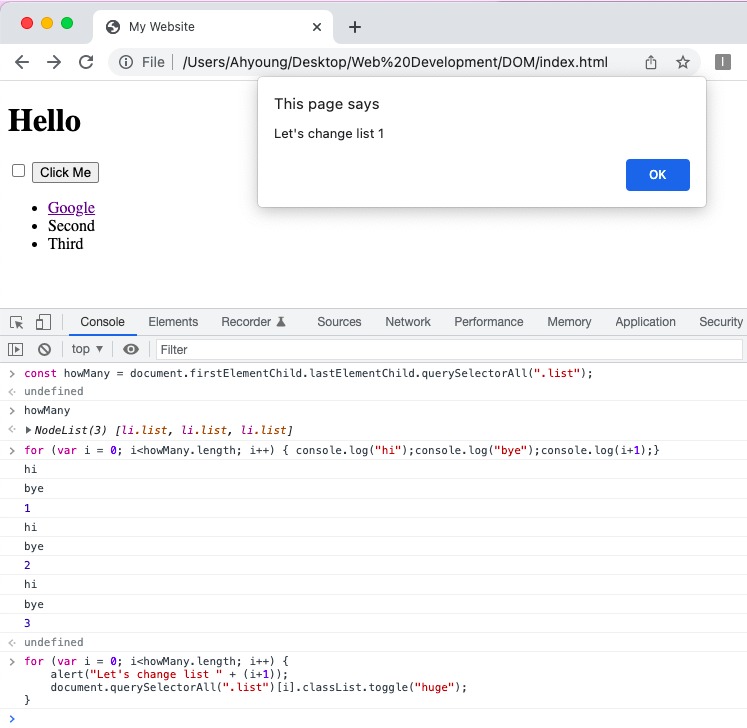 My Website
File | /Users/Ahyoung/Desktop/Web%20Development/DOM/index.html
This page says
Let's change list 1
OK
Hello
Click Me
Google
Second
Third
Console Elements Recorder Sources Network Performance Memory Application Security
top Filter
const howMany = document.firstElementChild.lastElementChild.querySelectorAll(".list");
undefined
howMany
NodeList(3) [li.list, li.list, li.list]
for (var i = 0; i<howMany.length; i++) { console.log("hi");console.log("bye");console.log(i+1);}
hi
bye
1
hi
bye
2
hi
bye
3
undefined
for (var i = 0; i<howMany.length; i++) {
    alert("Let's change list " + (i+1));
    document.querySelectorAll(".list")[i].classList.toggle("huge");
}